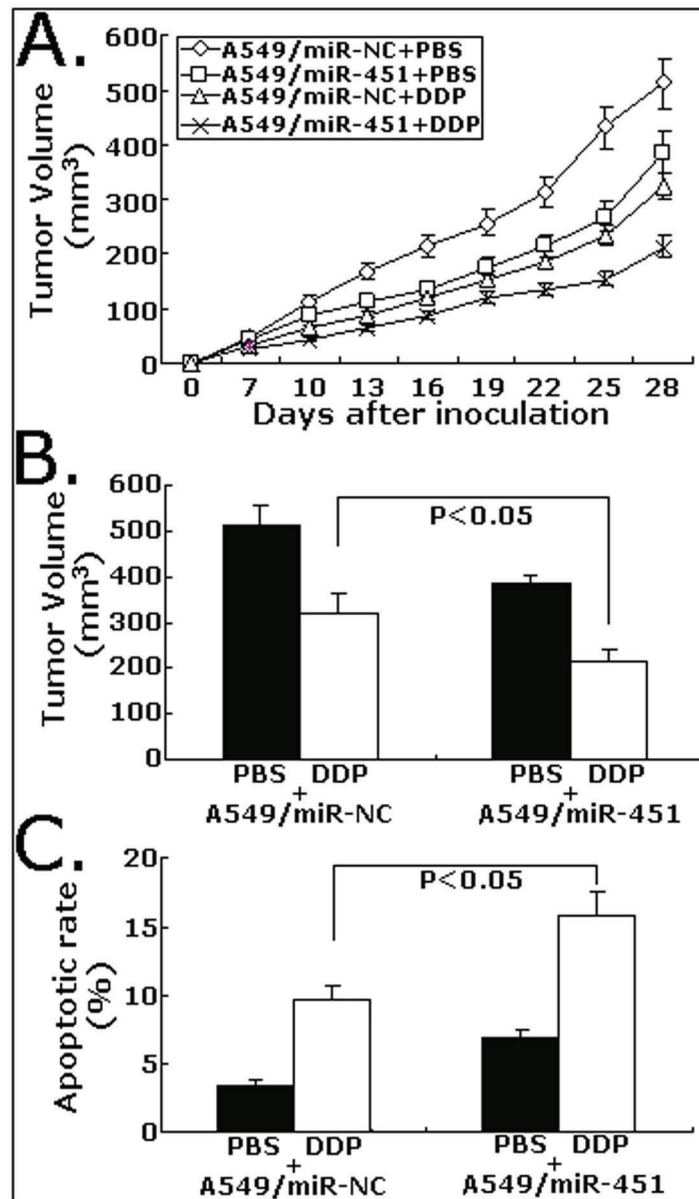 A.
600
500
400
300
200
100
0
Tumor Volume
(mm³)
A549/miR-NC+PBS
A549/miR-451+PBS
A549/miR-NC+DDP
A549/miR-451+DDP
0 7 10 13 16 19 22 25 28
Days after inoculation
B.
600
500
400
300
200
100
0
Tumor Volume
(mm³)
P<0.05
PBS DDP PBS DDP
+ +
A549/miR-NC A549/miR-451
C.
20
15
10
5
0
Apoptotic rate
(%)
P<0.05
PBS DDP PBS DDP
+ +
A549/miR-NC A549/miR-451